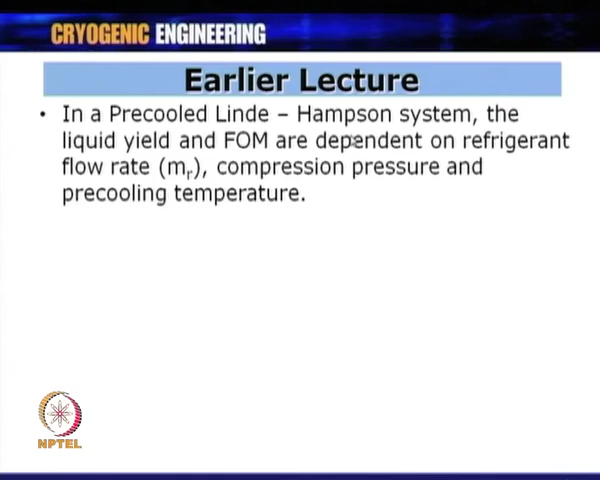 CRYOGENIC ENGINEERING
Earlier Lecture
• In a Precooled Linde – Hampson system, the
liquid yield and FOM are dependent on refrigerant
flow rate (mr), compression pressure and
precooling temperature.
NPTEL